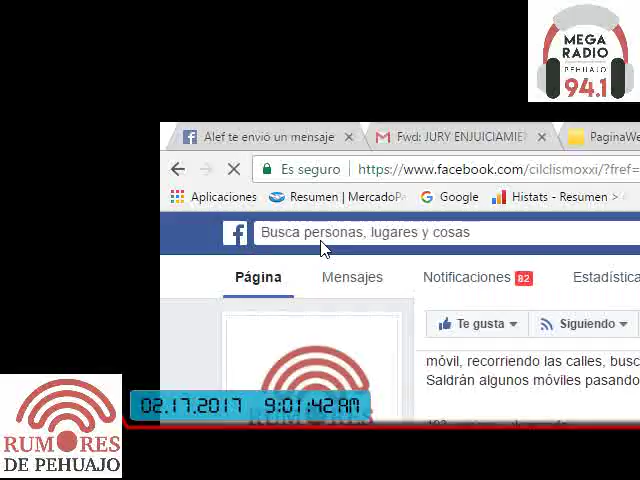 MEGA
RADIO
PEHUAJO
94.1
Alef te envió un mensaje
Fwd: JURY ENJUICIAMIE
PaginaWe
Es seguro
https://www.facebook.com/cilclismoxxi/?fref=
Aplicaciones
Resumen | MercadoPa
Google
Histats - Resumen >
Busca personas, lugares y cosas
Página
Mensajes
Notificaciones 82
Estadística
Te gusta
Siguiendo
móvil, recorriendo las calles, busc
Saldrán algunos móviles pasando
02.17.2017 9:01:42 AM
RUMORES
DE PEHUAJO